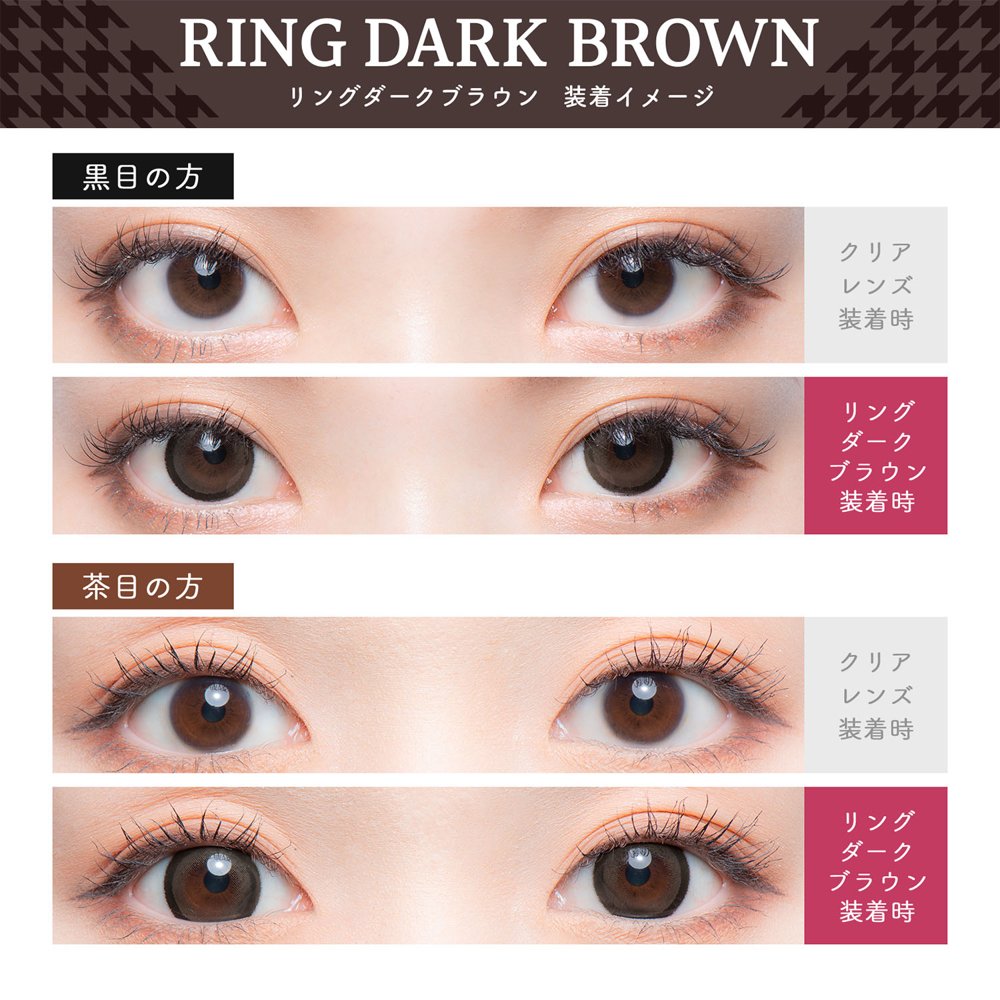 RING DARK BROWN
リングダークブラウン 装着イメージ
黒目の方
クリア
レンズ
装着時
リング
ダーク
ブラウン
装着時
茶目の方
クリア
レンズ
装着時
リング
ダーク
ブラウン
装着時